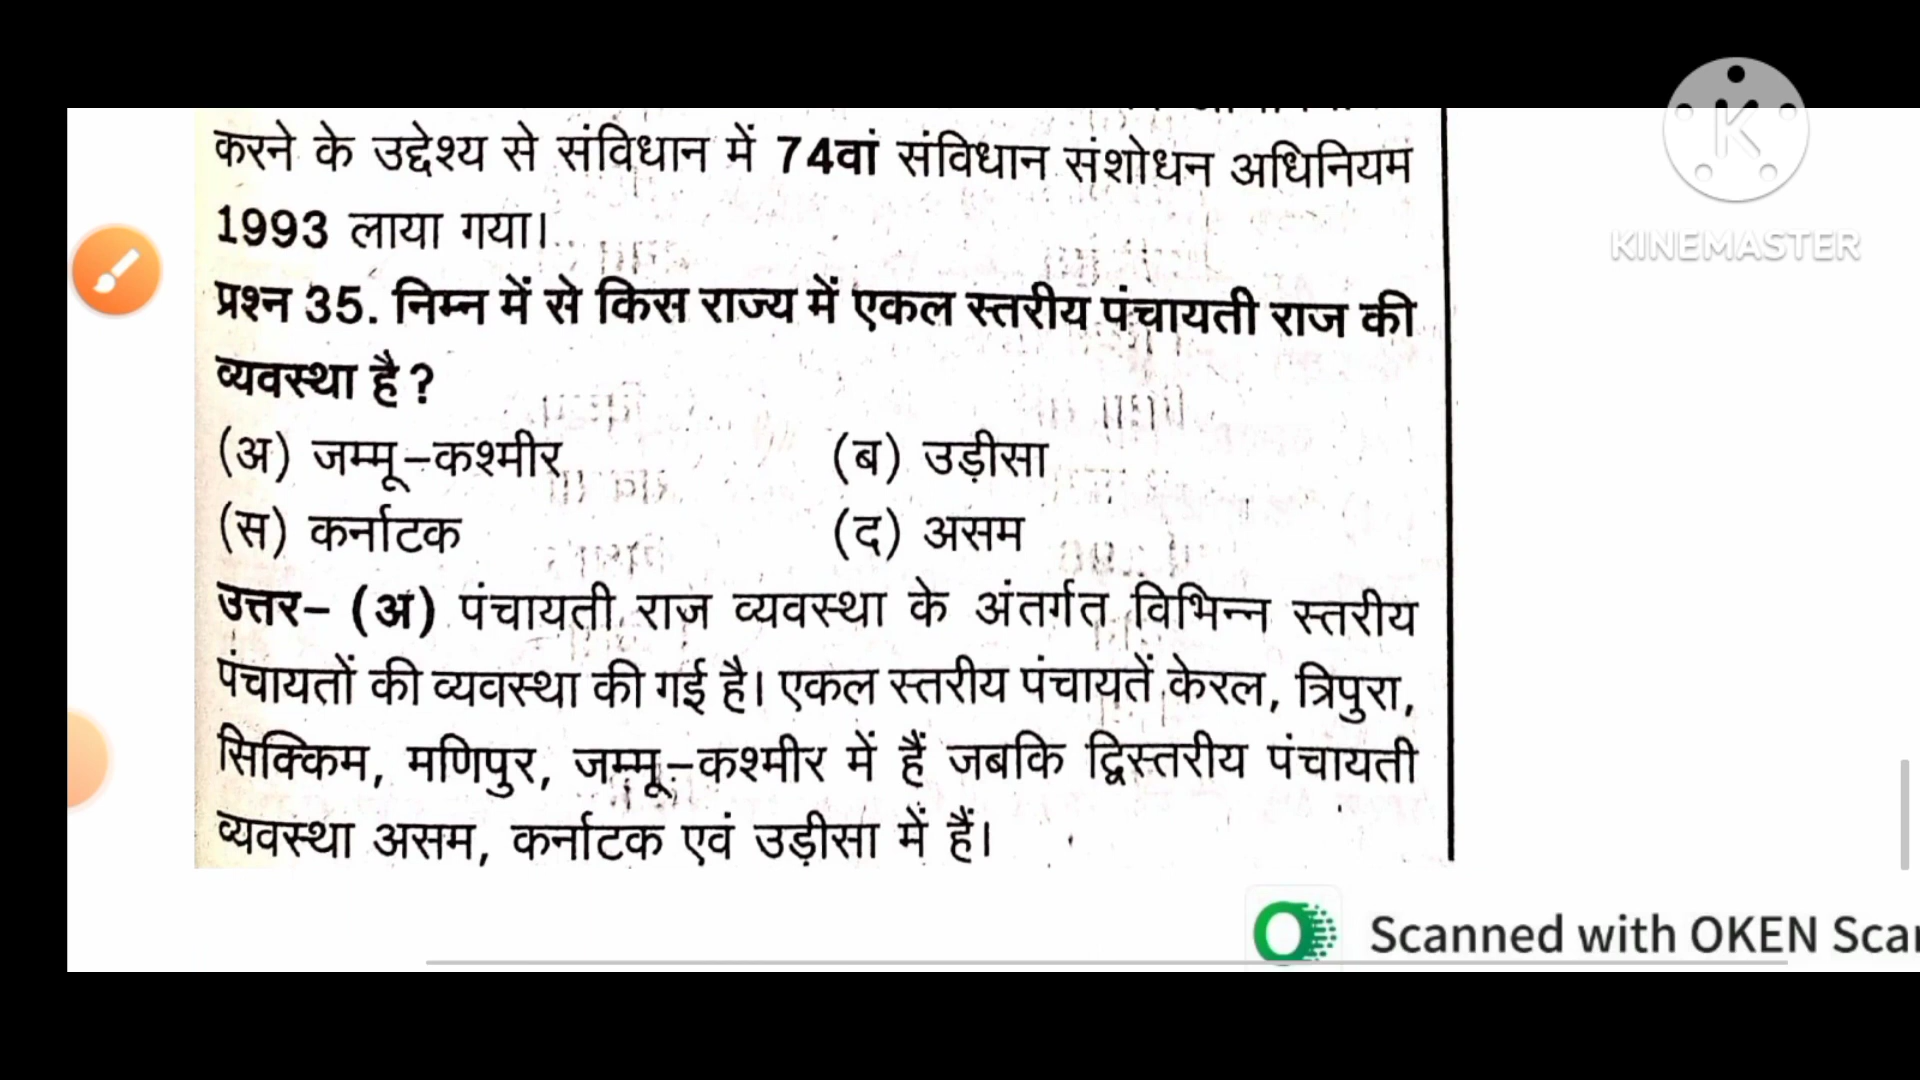 करने के उद्देश्य से संविधान में 74वां संविधान संशोधन अधिनियम
1993 लाया गया।
प्रश्न 35. निम्न में से किस राज्य में एकल स्तरीय पंचायती राज की
व्यवस्था है?
(अ) जम्मू-कश्मीर (ब) उड़ीसा
(स) कर्नाटक (द) असम
उत्तर- (अ) पंचायती राज व्यवस्था के अंतर्गत विभिन्न स्तरीय
पंचायतों की व्यवस्था की गई है। एकल स्तरीय पंचायतें केरल, त्रिपुरा,
सिक्किम, मणिपुर, जम्मू-कश्मीर में हैं जबकि द्विस्तरीय पंचायती
व्यवस्था असम, कर्नाटक एवं उड़ीसा में हैं।
K
KINEMASTER
Scanned with OKEN Scan